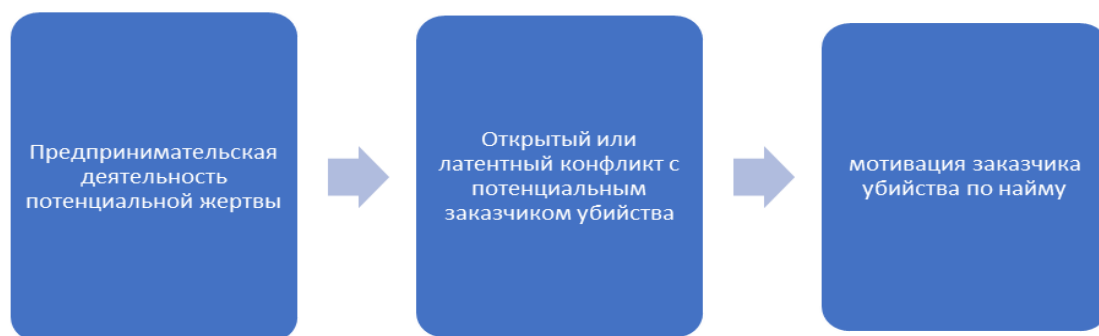 Предпринимательская
деятельность
потенциальной жертвы
Открытый или
латентный конфликт с
потенциальным
заказчиком убийства
мотивация заказчика
убийства по найму